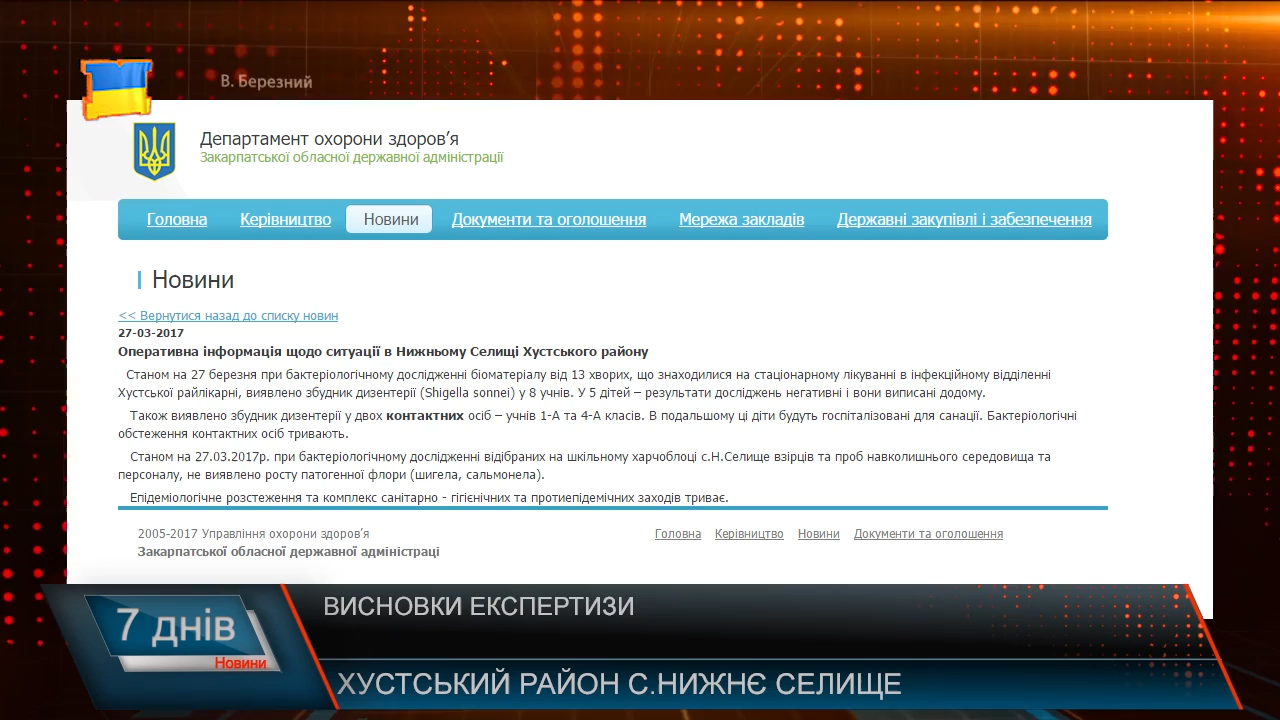 В. Березний
Департамент охорони здоров’я
Закарпатської обласної державної адміністрації
Головна Керівництво Новини Документи та оголошення Мережа закладів Державні закупівлі і забезпечення
Новини
<< Вернутися назад до списку новин
27-03-2017
Оперативна інформація щодо ситуації в Нижньому Селищі Хустського району
Станом на 27 березня при бактеріологічному дослідженні біоматеріалу від 13 хворих, що знаходилися на стаціонарному лікуванні в інфекційному відділенні
Хустської райлікарні, виявлено збудник дизентерії (Shigella sonnei) у 8 учнів. У 5 дітей – результати досліджень негативні і вони виписані додому.
Також виявлено збудник дизентерії у двох контактних осіб – учнів 1-А та 4-А класів. В подальшому ці діти будуть госпіталізовані для санації. Бактеріологічні
обстеження контактних осіб тривають.
Станом на 27.03.2017р. при бактеріологічному дослідженні відібраних на шкільному харчоблоці с.Н.Селище взірців та проб навколишнього середовища та
персоналу, не виявлено росту патогенної флори (шигела, сальмонела).
Епідеміологічне розстеження та комплекс санітарно - гігієнічних та протиепідемічних заходів триває.
2005-2017 Управління охорони здоров’я
Закарпатської обласної державної адміністраці
Головна Керівництво Новини Документи та оголошення
7 днів
Новини
ВИСНОВКИ ЕКСПЕРТИЗИ
ХУСТСЬКИЙ РАЙОН С.НИЖНЄ СЕЛИЩЕ